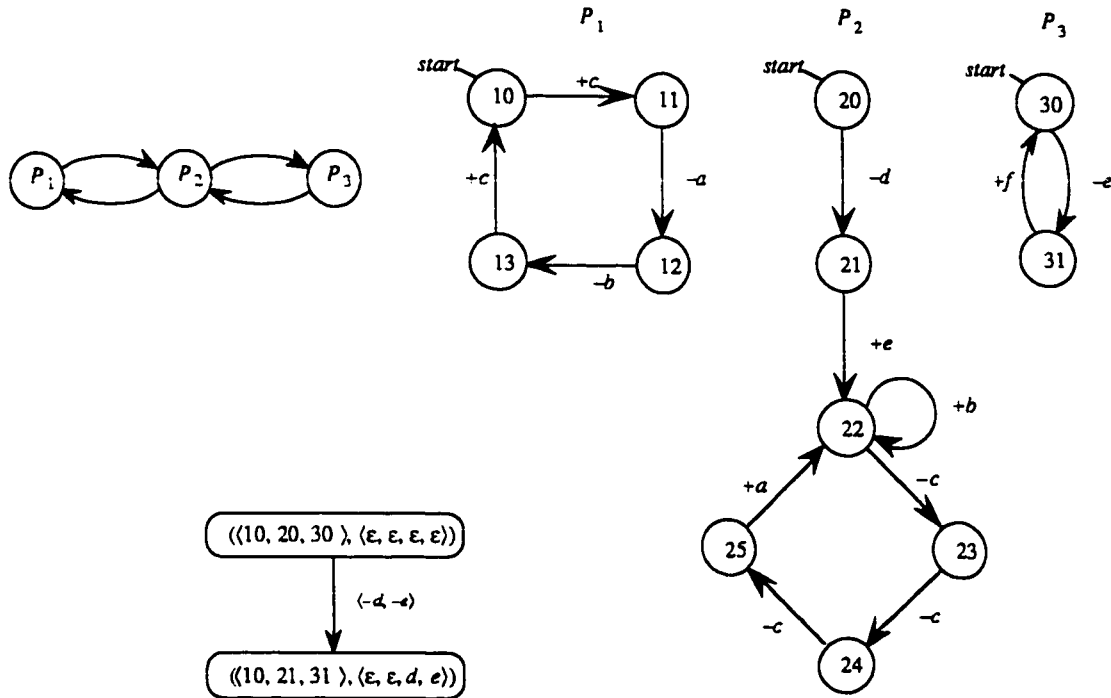 P1
P2
P3
start
start
start
10
+c
11
20
30
P1
P2
P3
+c
-a
-d
+f
-e
13
-b
12
21
31
+e
22
+b
+a
-c
(⟨10, 20, 30⟩, ⟨ε, ε, ε, ε⟩)
25
23
⟨-d, -e⟩
-c
-c
(⟨10, 21, 31⟩, ⟨ε, ε, d, e⟩)
24